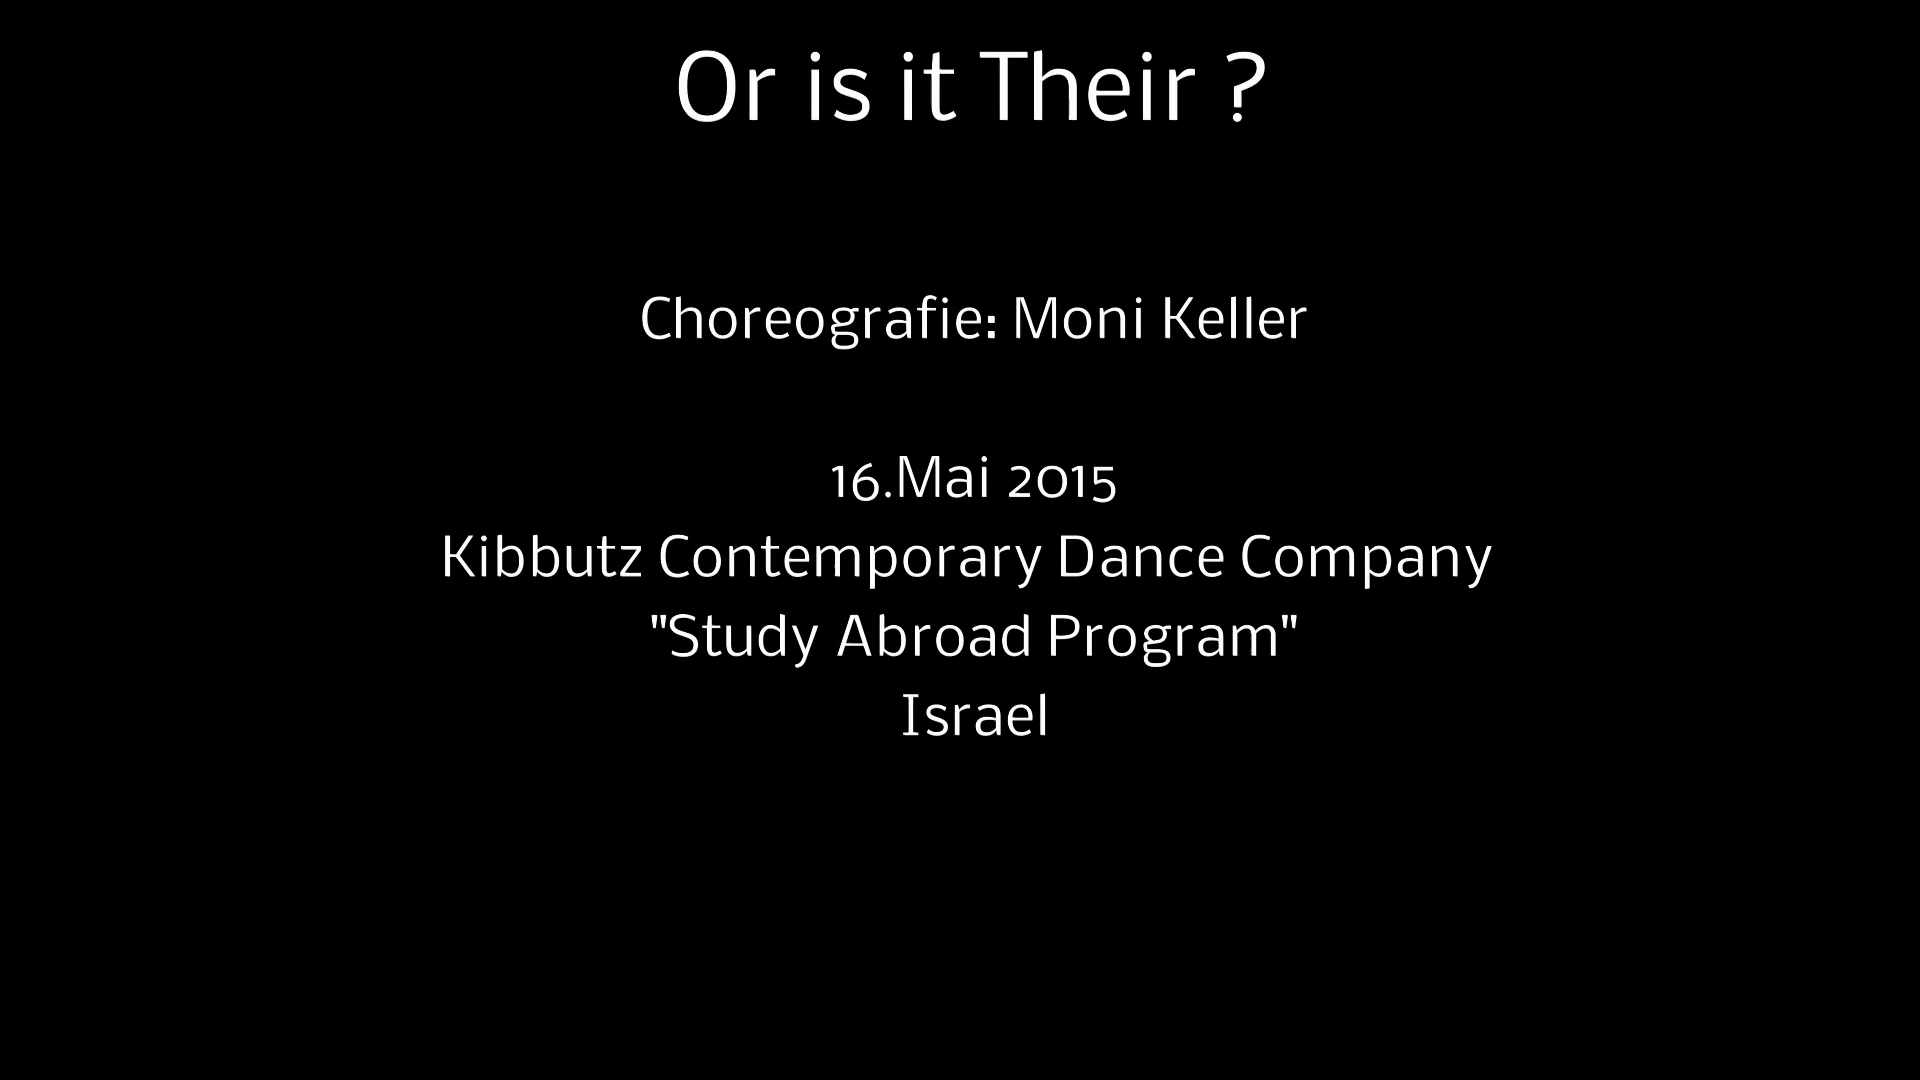 Or is it Their ?
Choreografie: Moni Keller
16.Mai 2015
Kibbutz Contemporary Dance Company
"Study Abroad Program"
Israel